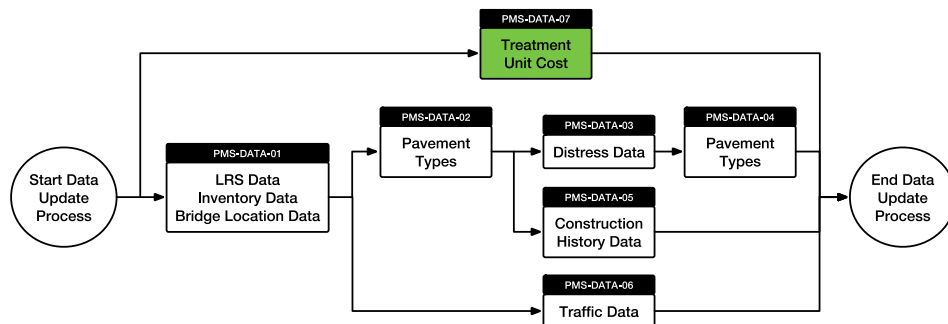 PMS-DATA-07
Treatment
Unit Cost
PMS-DATA-02
Pavement
Types
PMS-DATA-03
Distress Data
PMS-DATA-04
Pavement
Types
PMS-DATA-01
LRS Data
Inventory Data
Bridge Location Data
Start Data
Update
Process
End Data
Update
Process
PMS-DATA-05
Construction
History Data
PMS-DATA-06
Traffic Data